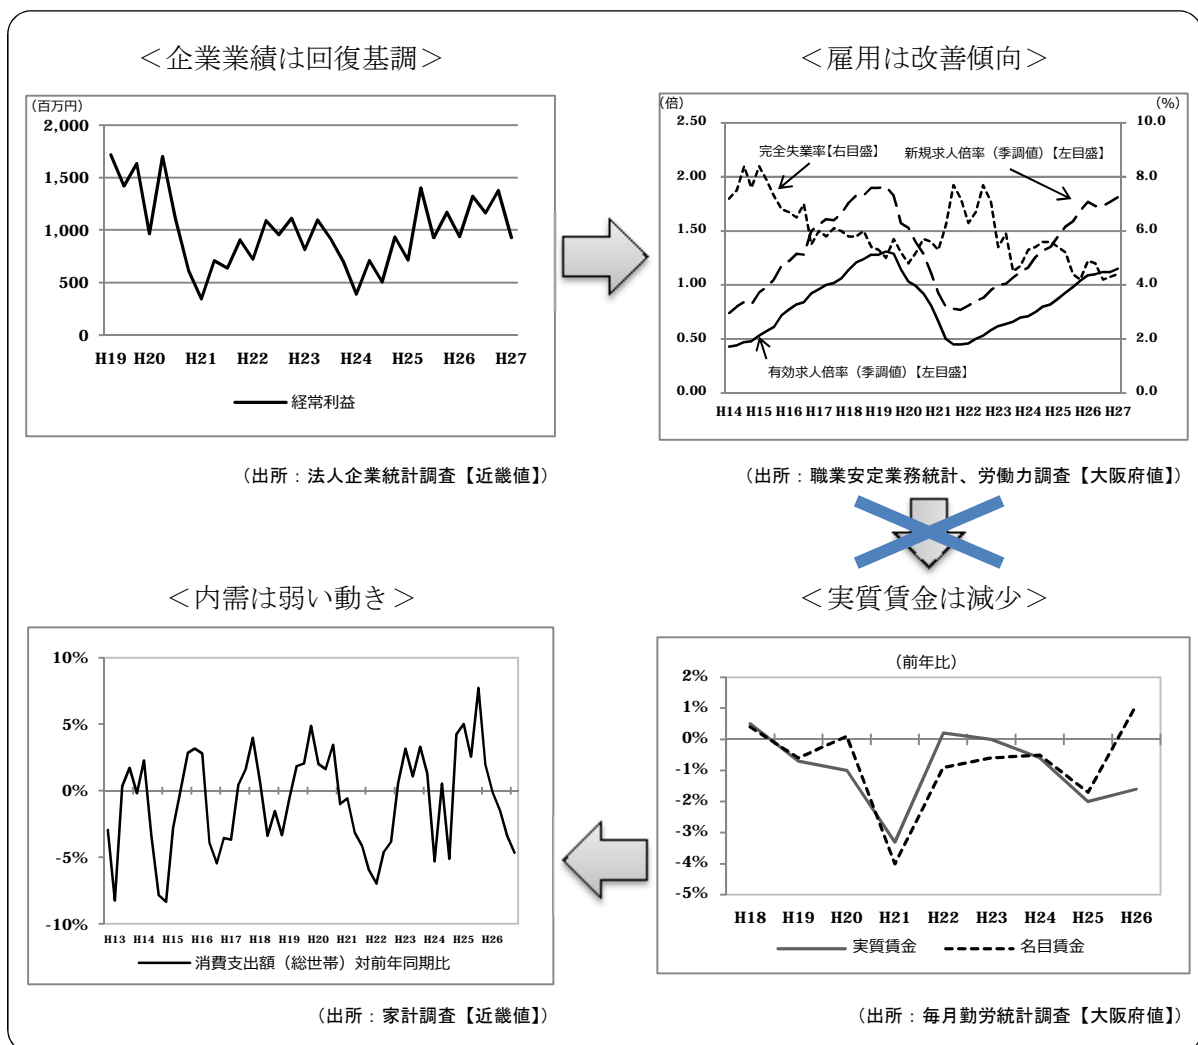 ＜企業業績は回復基調＞
（百万円）
2,000
1,500
1,000
500
0
H19 H20 H21 H22 H23 H24 H25 H26 H27
経常利益
（出所：法人企業統計調査【近畿値】）
＜雇用は改善傾向＞
（倍） （%）
2.50 10.0
2.00 8.0
1.50 6.0
1.00 4.0
0.50 2.0
0.00 0.0
完全失業率【右目盛】
新規求人倍率（季調値）【左目盛】
有効求人倍率（季調値）【左目盛】
H14 H15 H16 H17 H18 H19 H20 H21 H22 H23 H24 H25 H26 H27
（出所：職業安定業務統計、労働力調査【大阪府値】）
＜内需は弱い動き＞
10%
5%
0%
-5%
-10%
H13 H14 H15 H16 H17 H18 H19 H20 H21 H22 H23 H24 H25 H26
消費支出額（総世帯）対前年同期比
（出所：家計調査【近畿値】）
＜実質賃金は減少＞
（前年比）
2%
1%
0%
-1%
-2%
-3%
-4%
-5%
H18 H19 H20 H21 H22 H23 H24 H25 H26
実質賃金 名目賃金
（出所：毎月勤労統計調査【大阪府値】）